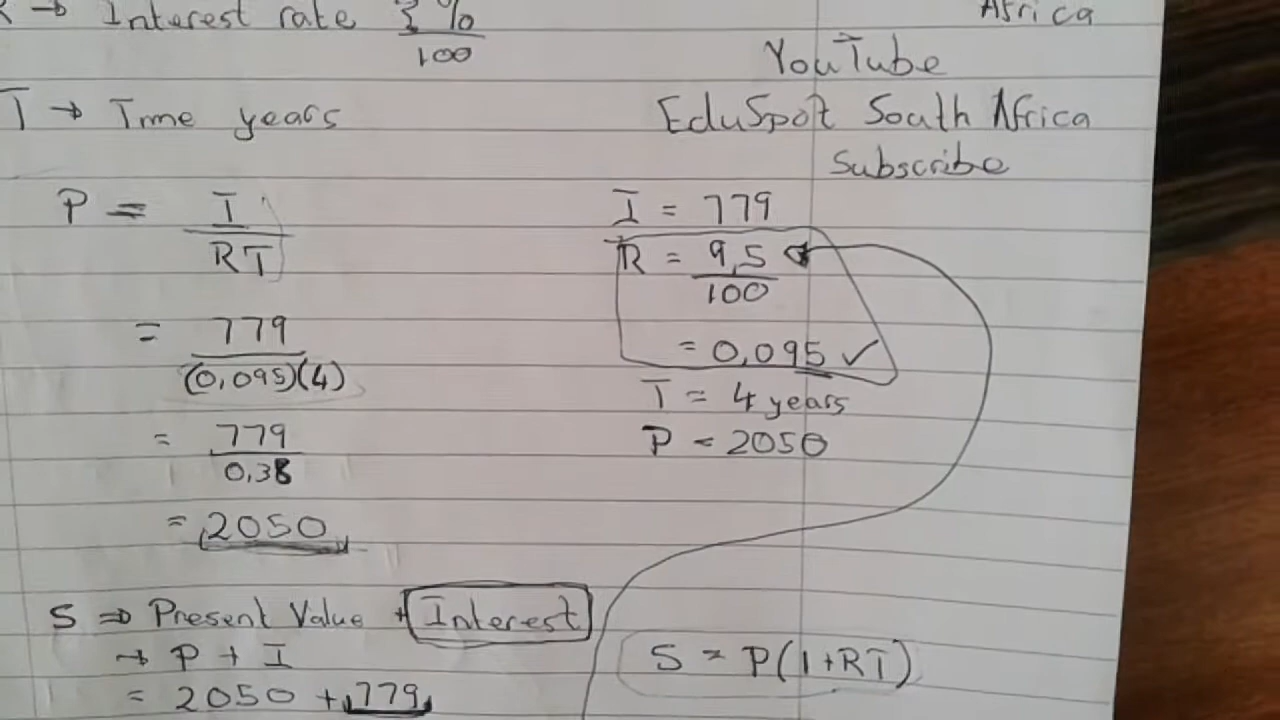 R → Interest rate %
100
Africa
YouTube
EduSpot South Africa
Subscribe
T → Time years
P = I
RT
= 779
(0,095)(4)
= 779
0,38
= 2050
I = 779
R = 9,5
100
= 0,095 ✓
T = 4 years
P = 2050
S ⇒ Present Value + Interest
→ P + I
= 2050 + 779
S = P(1+RT)